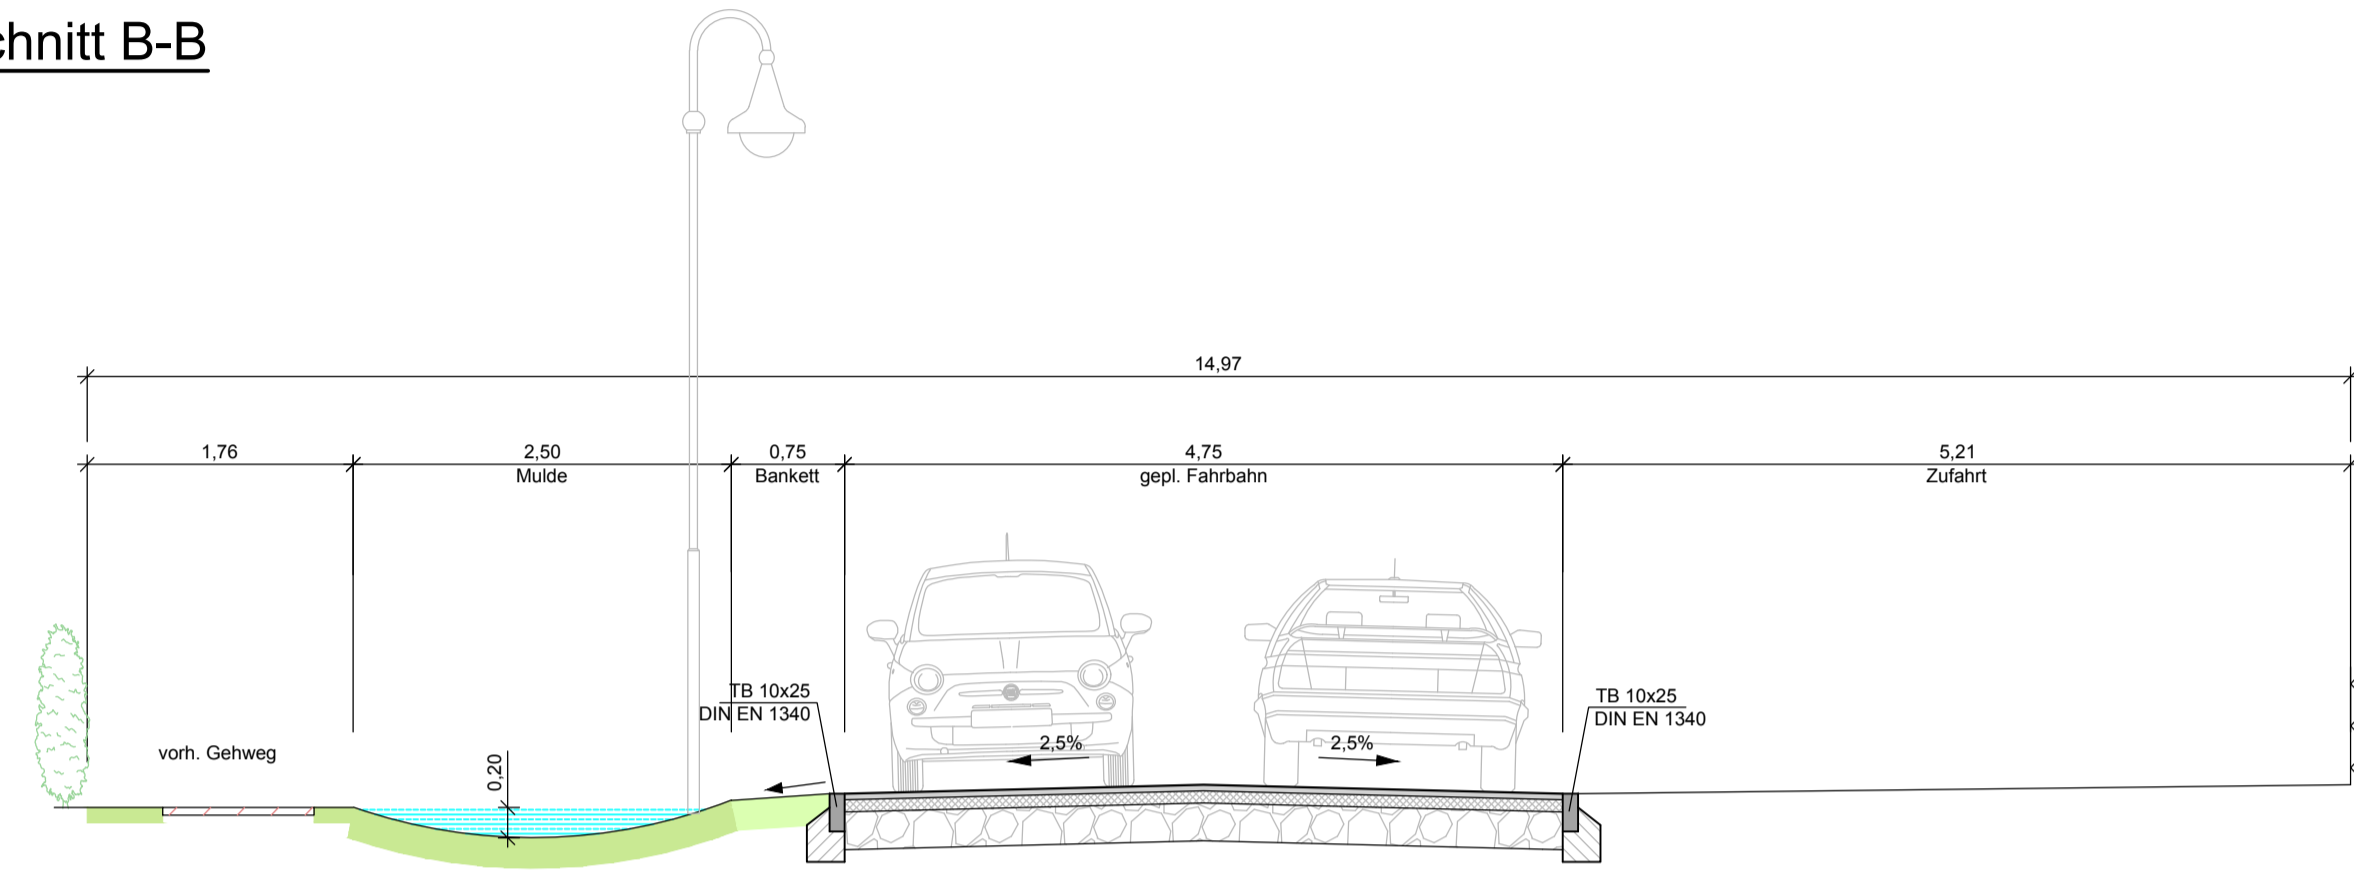 chnitt B-B
14,97
1,76
2,50
0,75
4,75
5,21
Mulde
Bankett
gepl. Fahrbahn
Zufahrt
TB 10x25
DIN EN 1340
TB 10x25
DIN EN 1340
vorh. Gehweg
0,20
2,5%
2,5%